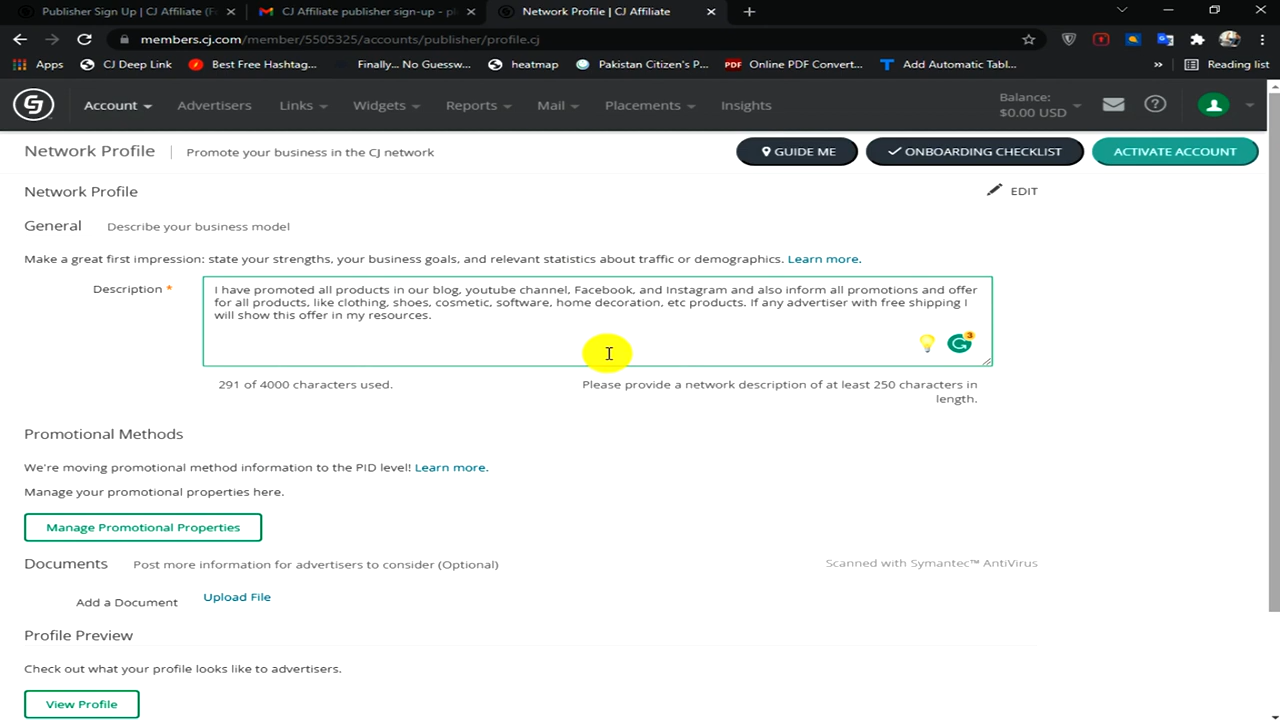 Publisher Sign Up | CJ Affiliate (Fo
CJ Affiliate publisher sign-up - pl
Network Profile | CJ Affiliate
members.cj.com/member/5505325/accounts/publisher/profile.cj
Apps
CJ Deep Link
Best Free Hashtag...
Finally... No Guessw...
heatmap
Pakistan Citizen's P...
PDF Online PDF Convert...
T Add Automatic Tabl...
»
Reading list
Account
Advertisers
Links
Widgets
Reports
Mail
Placements
Insights
Balance:
$0.00 USD
Network Profile | Promote your business in the CJ network
GUIDE ME
ONBOARDING CHECKLIST
ACTIVATE ACCOUNT
Network Profile
EDIT
General Describe your business model
Make a great first impression: state your strengths, your business goals, and relevant statistics about traffic or demographics. Learn more.
Description *
I have promoted all products in our blog, youtube channel, Facebook, and Instagram and also inform all promotions and offer
for all products, like clothing, shoes, cosmetic, software, home decoration, etc products. If any advertiser with free shipping I
will show this offer in my resources.
3
291 of 4000 characters used.
Please provide a network description of at least 250 characters in
length.
Promotional Methods
We're moving promotional method information to the PID level! Learn more.
Manage your promotional properties here.
Manage Promotional Properties
Documents Post more information for advertisers to consider (Optional)
Scanned with Symantec™ AntiVirus
Add a Document Upload File
Profile Preview
Check out what your profile looks like to advertisers.
View Profile